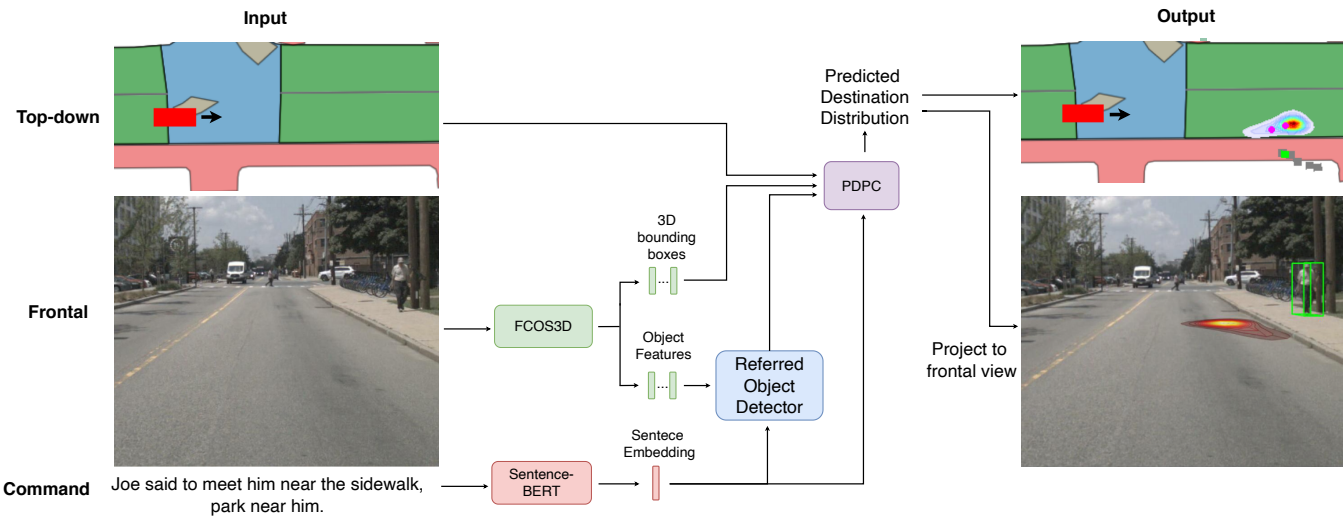 Input
Output
Top-down
Predicted
Destination
Distribution
PDPC
3D
bounding
boxes
...
Frontal
FCOS3D
Object
Features
...
Referred
Object
Detector
Project to
frontal view
Sentece
Embedding
Command
Joe said to meet him near the sidewalk,
park near him.
Sentence-
BERT